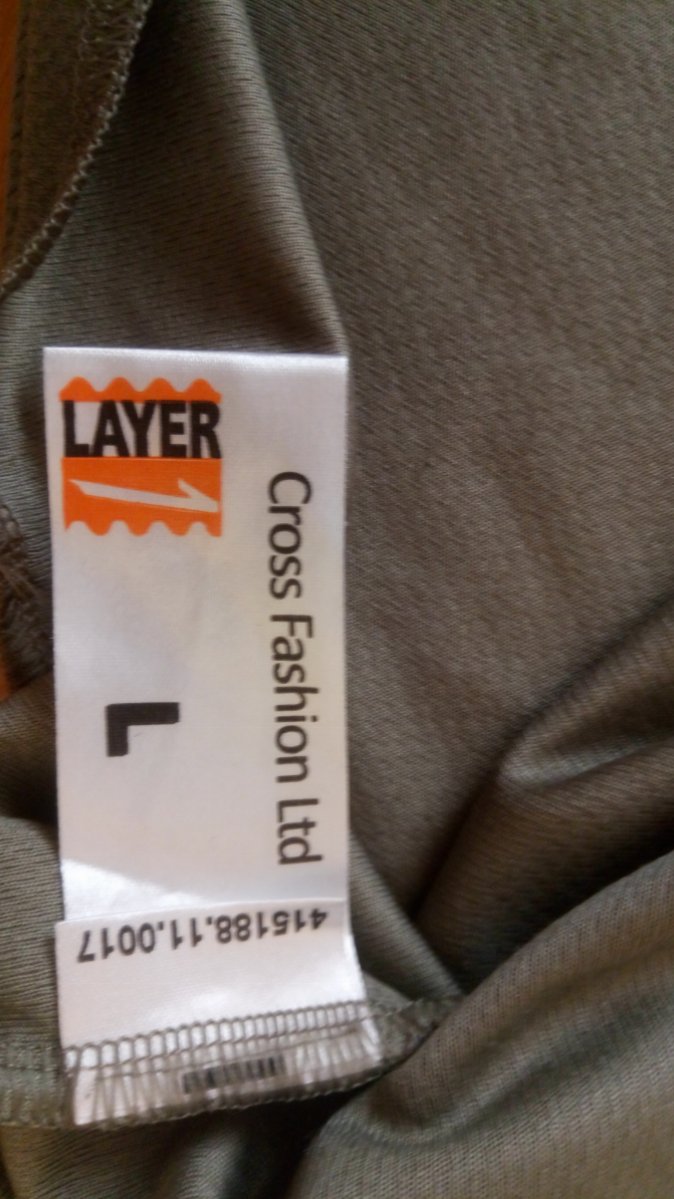 LAYER
1
Cross Fashion Ltd
L
415188.11.0017